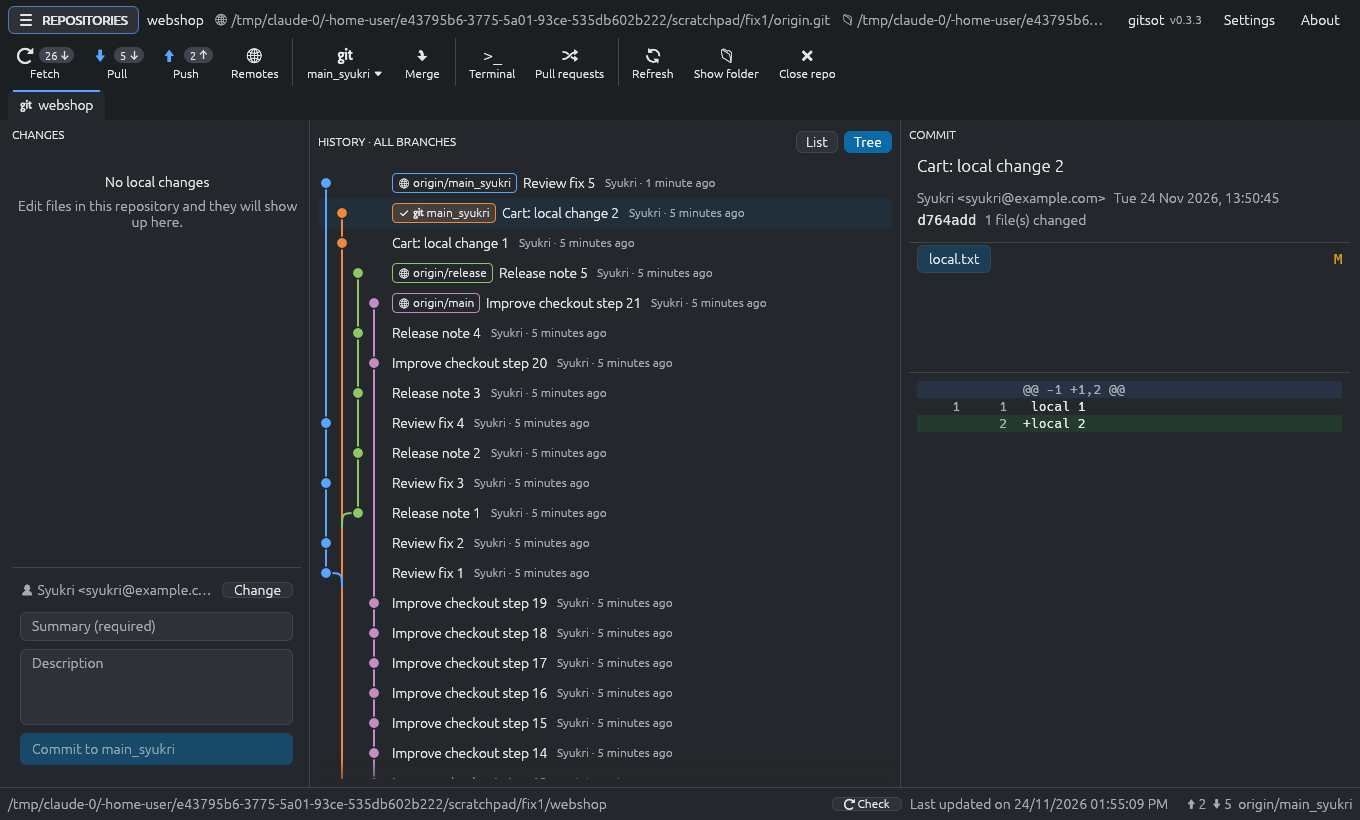 REPOSITORIES webshop /tmp/claude-0/-home-user/e43795b6-3775-5a01-93ce-535db602b222/scratchpad/fix1/origin.git /tmp/claude-0/-home-user/e43795b6... gitsot v0.3.3 Settings About
26 5 2 git
Fetch Pull Push Remotes main_syukri Merge Terminal Pull requests Refresh Show folder Close repo
git webshop
CHANGES
No local changes
Edit files in this repository and they will show
up here.
Syukri <syukri@example.c... Change
Summary (required)
Description
Commit to main_syukri
HISTORY · ALL BRANCHES List Tree
origin/main_syukri Review fix 5 Syukri · 1 minute ago
git main_syukri Cart: local change 2 Syukri · 5 minutes ago
Cart: local change 1 Syukri · 5 minutes ago
origin/release Release note 5 Syukri · 5 minutes ago
origin/main Improve checkout step 21 Syukri · 5 minutes ago
Release note 4 Syukri · 5 minutes ago
Improve checkout step 20 Syukri · 5 minutes ago
Release note 3 Syukri · 5 minutes ago
Review fix 4 Syukri · 5 minutes ago
Release note 2 Syukri · 5 minutes ago
Review fix 3 Syukri · 5 minutes ago
Release note 1 Syukri · 5 minutes ago
Review fix 2 Syukri · 5 minutes ago
Review fix 1 Syukri · 5 minutes ago
Improve checkout step 19 Syukri · 5 minutes ago
Improve checkout step 18 Syukri · 5 minutes ago
Improve checkout step 17 Syukri · 5 minutes ago
Improve checkout step 16 Syukri · 5 minutes ago
Improve checkout step 15 Syukri · 5 minutes ago
Improve checkout step 14 Syukri · 5 minutes ago
COMMIT
Cart: local change 2
Syukri <syukri@example.com> Tue 24 Nov 2026, 13:50:45
d764add 1 file(s) changed
local.txt M
@@ -1 +1,2 @@
1 1 local 1
2 +local 2
/tmp/claude-0/-home-user/e43795b6-3775-5a01-93ce-535db602b222/scratchpad/fix1/webshop Check Last updated on 24/11/2026 01:55:09 PM 2 5 origin/main_syukri